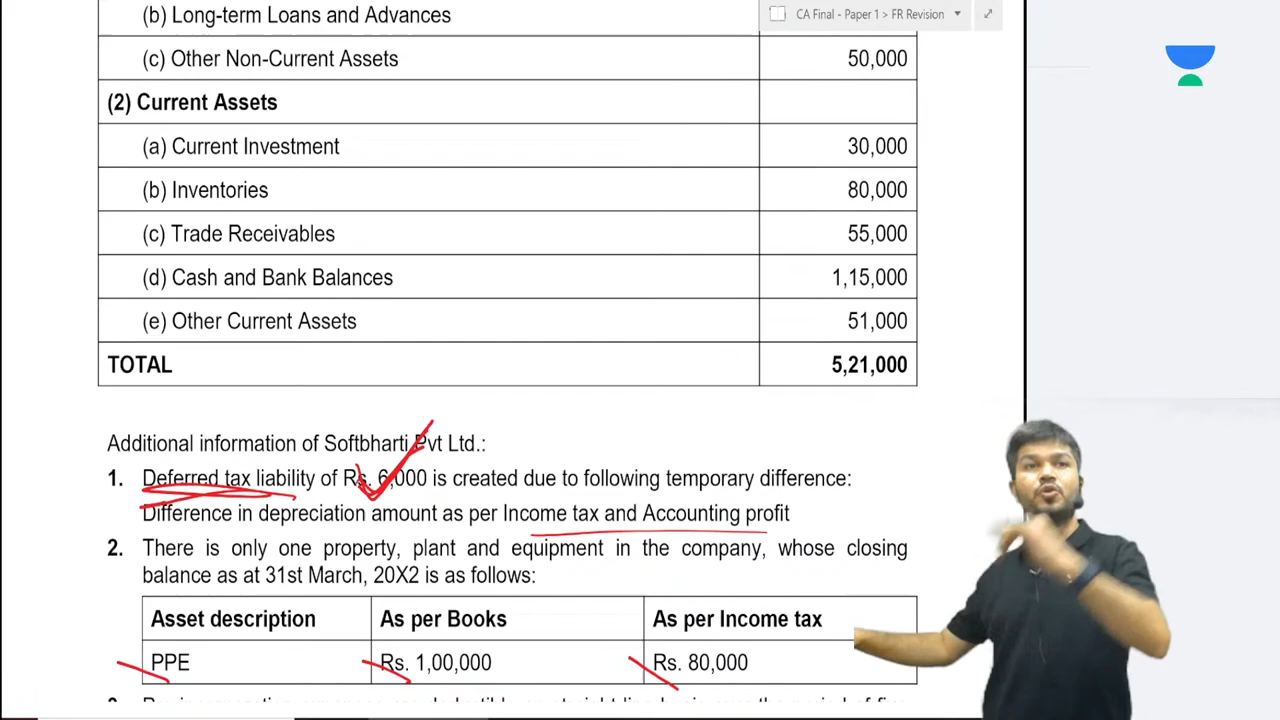 (b) Long-term Loans and Advances
CA Final - Paper 1 > FR Revision
(c) Other Non-Current Assets 50,000
(2) Current Assets
(a) Current Investment 30,000
(b) Inventories 80,000
(c) Trade Receivables 55,000
(d) Cash and Bank Balances 1,15,000
(e) Other Current Assets 51,000
TOTAL 5,21,000
Additional information of Softbharti Pvt Ltd.:
1. Deferred tax liability of Rs. 6,000 is created due to following temporary difference:
Difference in depreciation amount as per Income tax and Accounting profit
2. There is only one property, plant and equipment in the company, whose closing
balance as at 31st March, 20X2 is as follows:
Asset description As per Books As per Income tax
PPE Rs. 1,00,000 Rs. 80,000